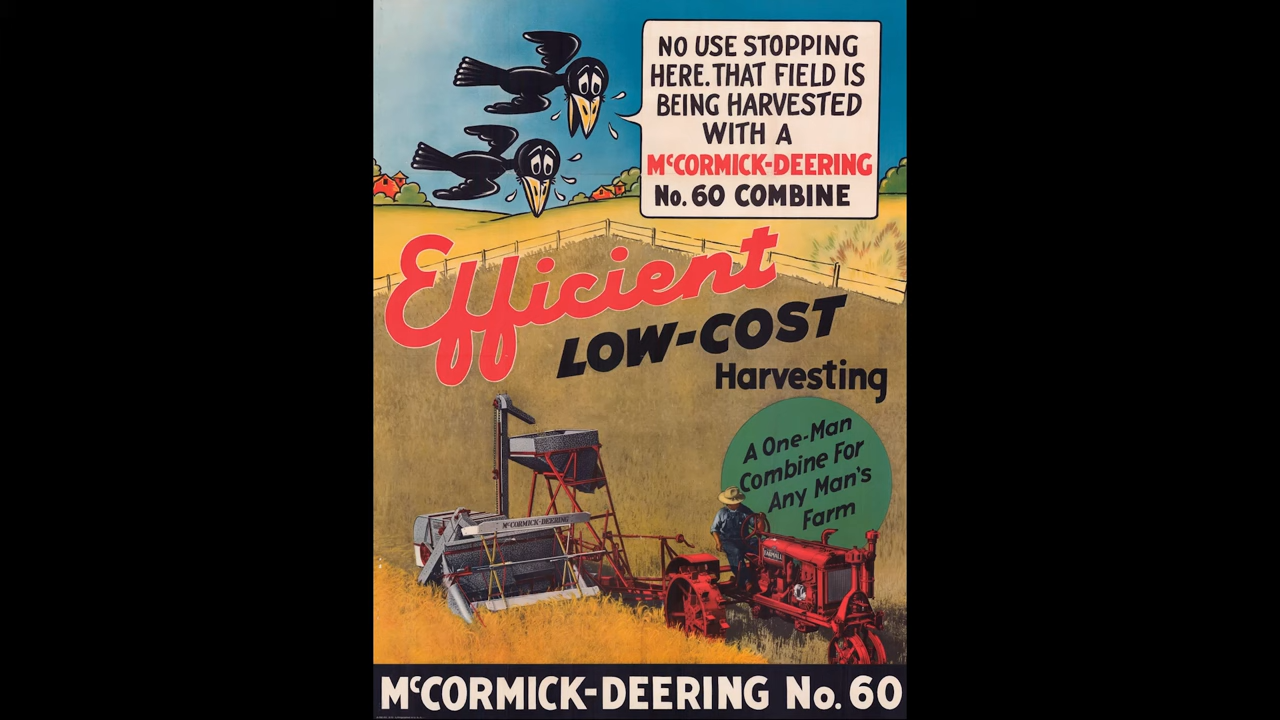 NO USE STOPPING
HERE. THAT FIELD IS
BEING HARVESTED
WITH A
McCORMICK-DEERING
No. 60 COMBINE
Efficient
LOW-COST
Harvesting
A One-Man
Combine For
Any Man's
Farm
McCORMICK-DEERING
FARMALL
McCORMICK-DEERING No. 60